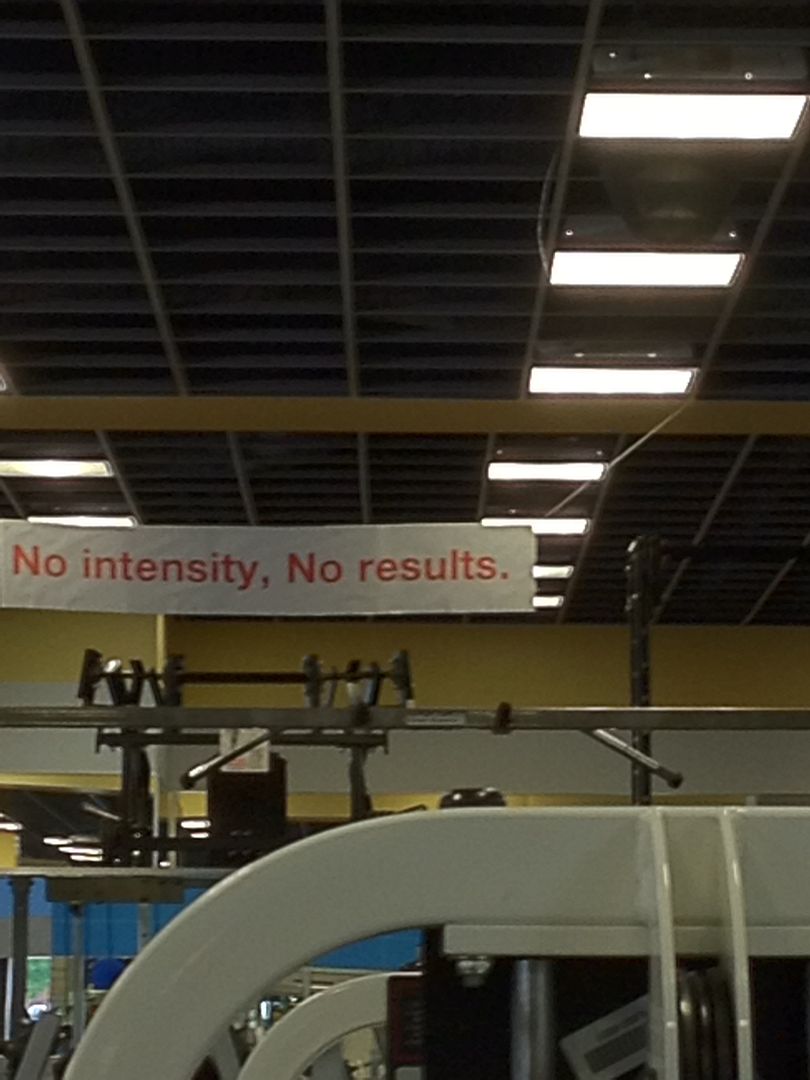 No intensity, No results.